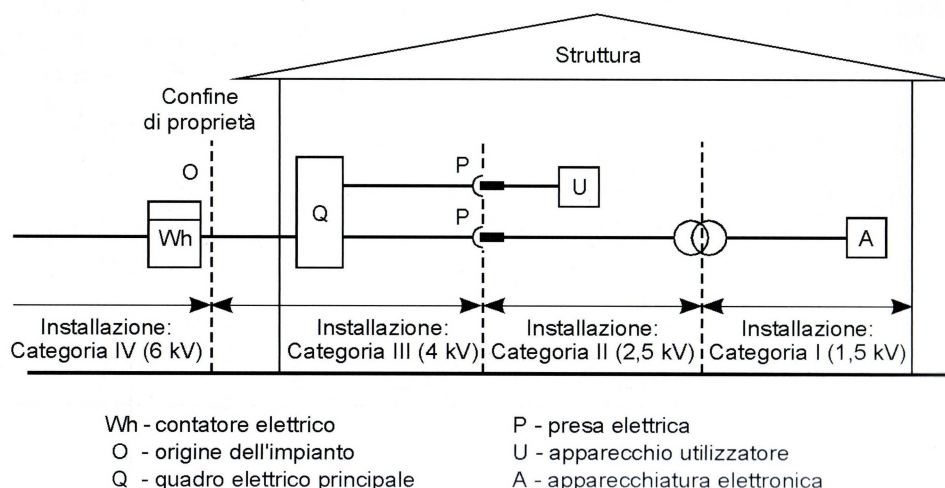 Struttura
Confine
di proprietà
O
P
U
Q
P
Wh
A
Installazione:
Categoria IV (6 kV)
Installazione:
Categoria III (4 kV)
Installazione:
Categoria II (2,5 kV)
Installazione:
Categoria I (1,5 kV)
Wh - contatore elettrico
O - origine dell'impianto
Q - quadro elettrico principale
P - presa elettrica
U - apparecchio utilizzatore
A - apparecchiatura elettronica